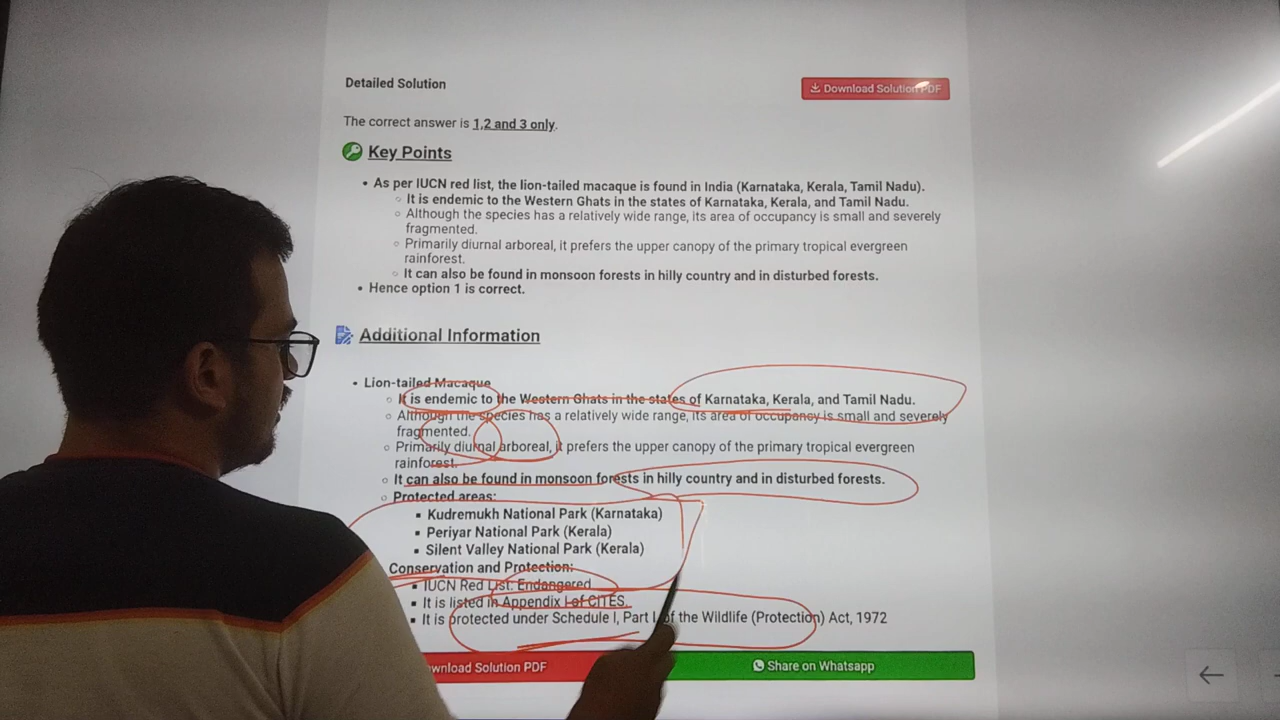 Detailed Solution
Download Solution PDF
The correct answer is 1,2 and 3 only.
Key Points
• As per IUCN red list, the lion-tailed macaque is found in India (Karnataka, Kerala, Tamil Nadu).
○ It is endemic to the Western Ghats in the states of Karnataka, Kerala, and Tamil Nadu.
○ Although the species has a relatively wide range, its area of occupancy is small and severely
fragmented.
○ Primarily diurnal arboreal, it prefers the upper canopy of the primary tropical evergreen
rainforest.
○ It can also be found in monsoon forests in hilly country and in disturbed forests.
• Hence option 1 is correct.
Additional Information
• Lion-tailed Macaque
○ It is endemic to the Western Ghats in the states of Karnataka, Kerala, and Tamil Nadu.
○ Although the species has a relatively wide range, its area of occupancy is small and severely
fragmented.
○ Primarily diurnal arboreal, it prefers the upper canopy of the primary tropical evergreen
rainforest.
○ It can also be found in monsoon forests in hilly country and in disturbed forests.
○ Protected areas:
▪ Kudremukh National Park (Karnataka)
▪ Periyar National Park (Kerala)
▪ Silent Valley National Park (Kerala)
Conservation and Protection:
▪ IUCN Red List: Endangered
▪ It is listed in Appendix I of CITES.
▪ It is protected under Schedule I, Part I, of the Wildlife (Protection) Act, 1972
wnload Solution PDF
Share on Whatsapp